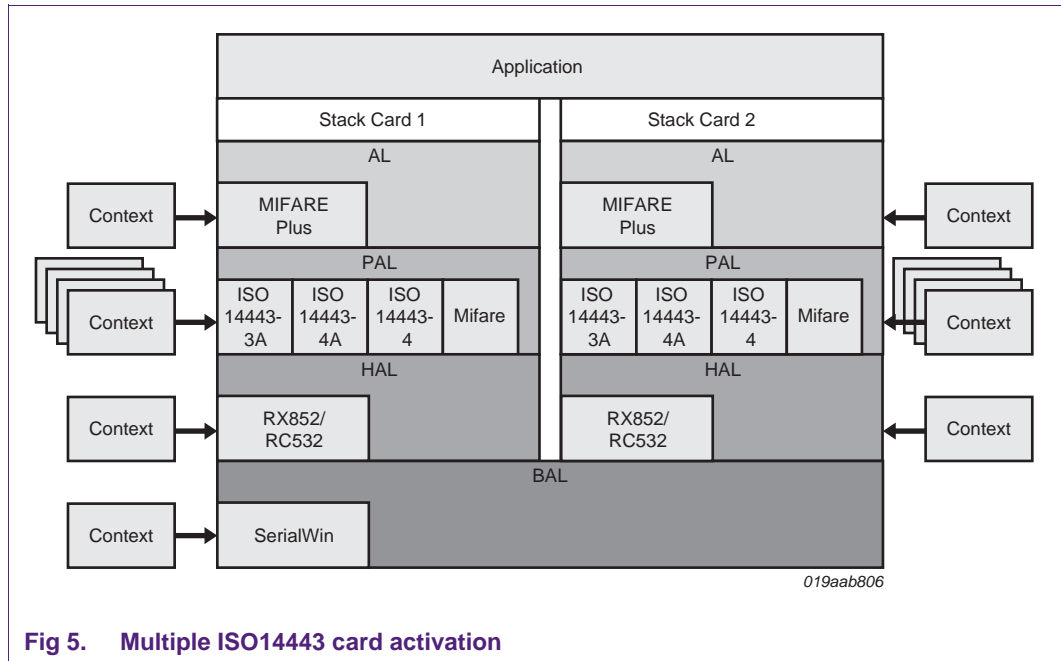 Application
Stack Card 1
Stack Card 2
AL
AL
Context
MIFARE
Plus
MIFARE
Plus
Context
PAL
PAL
Context
ISO
14443-
3A
ISO
14443-
4A
ISO
14443-
4
Mifare
ISO
14443-
3A
ISO
14443-
4A
ISO
14443-
4
Mifare
Context
HAL
HAL
Context
RX852/
RC532
RX852/
RC532
Context
BAL
Context
SerialWin
019aab806
Fig 5. Multiple ISO14443 card activation